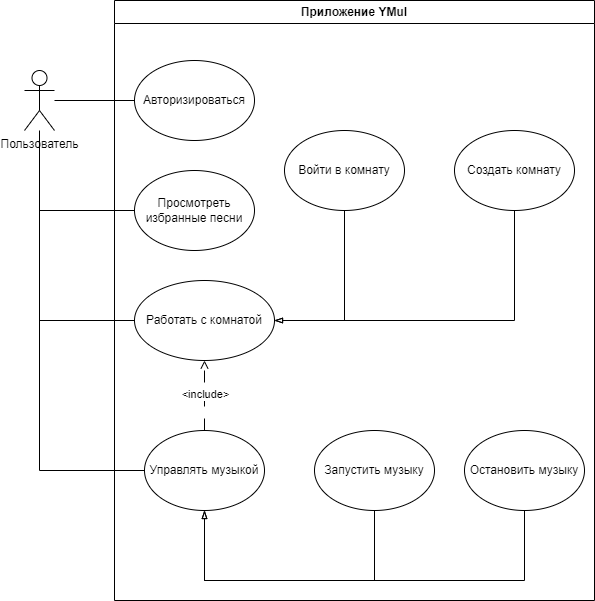 Приложение YMul
Авторизироваться
Пользователь
Войти в комнату
Создать комнату
Просмотреть
избранные песни
Работать с комнатой
<include>
Управлять музыкой
Запустить музыку
Остановить музыку